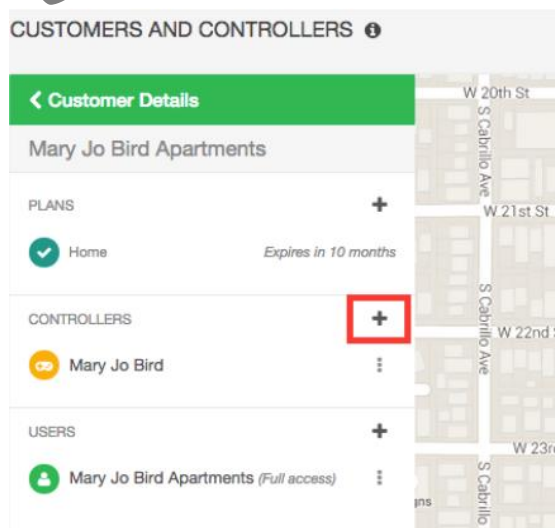 CUSTOMERS AND CONTROLLERS
Customer Details
Mary Jo Bird Apartments
PLANS
Home Expires in 10 months
CONTROLLERS
Mary Jo Bird
USERS
Mary Jo Bird Apartments (Full access)
W 20th St
S Cabrillo Ave
W 21st St
S Cabrillo Ave
W 22nd
W 23r
S Cabrillo
gns